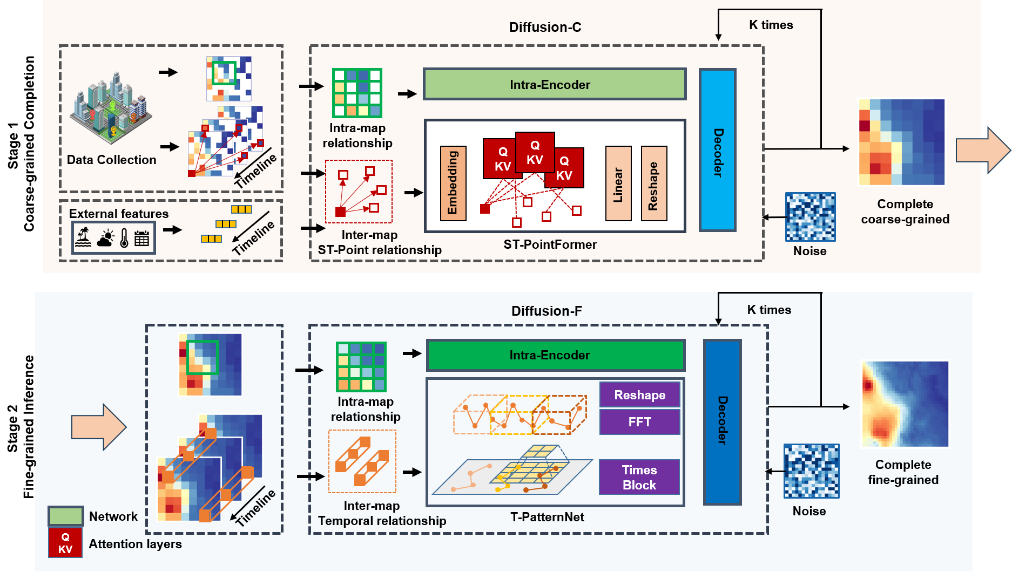 Stage 1
Coarse-grained Completion
Diffusion-C
K times
Data Collection
Timeline
External features
Timeline
Intra-map
relationship
Inter-map
ST-Point relationship
Intra-Encoder
Embedding
Q
KV
Q
KV
Q
KV
Linear
Reshape
ST-PointFormer
Decoder
Noise
Complete
coarse-grained
Stage 2
Fine-grained Inference
Diffusion-F
K times
Timeline
Intra-map
relationship
Inter-map
Temporal relationship
Intra-Encoder
Reshape
FFT
Times
Block
T-PatternNet
Decoder
Noise
Complete
fine-grained
Network
Q
KV
Attention layers